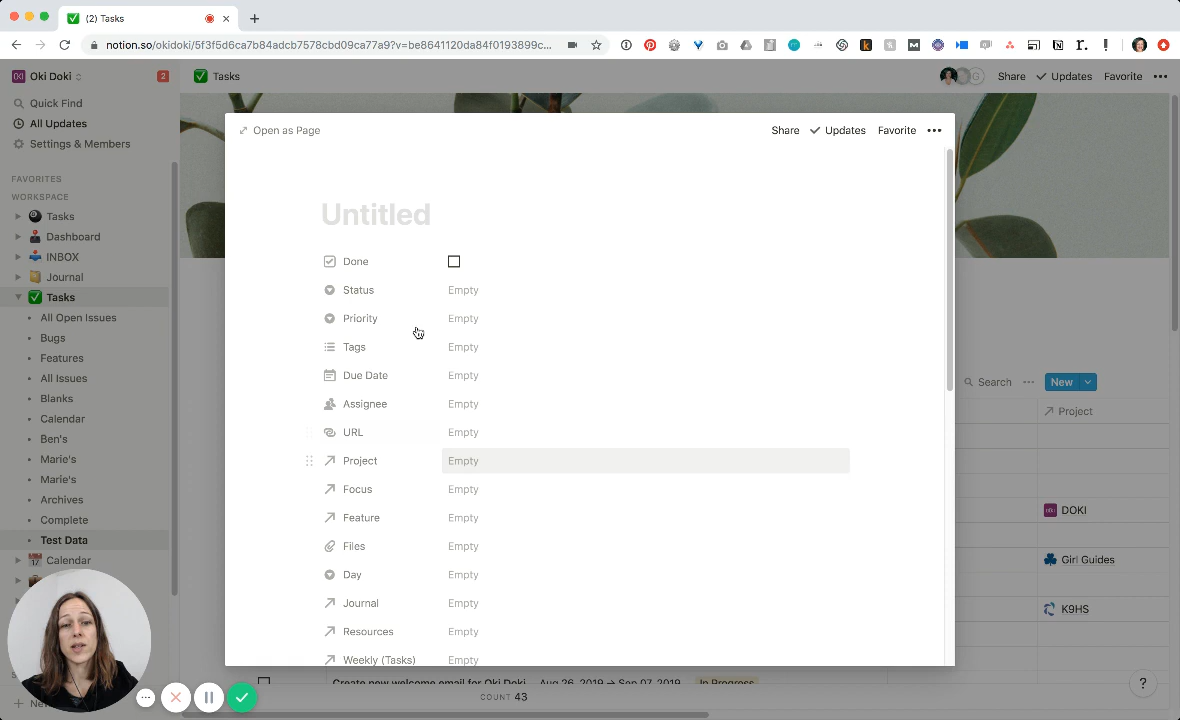 (2) Tasks
notion.so/okidoki/5f3f5d6ca7b84adcb7578cbd09ca77a9?v=be8641120da84f0193899c...
Oki Doki
2
Tasks
Share
Updates
Favorite
Quick Find
All Updates
Settings & Members
FAVORITES
WORKSPACE
Tasks
Dashboard
INBOX
Journal
Tasks
All Open Issues
Bugs
Features
All Issues
Blanks
Calendar
Ben's
Marie's
Marie's
Archives
Complete
Test Data
Calendar
Open as Page
Share
Updates
Favorite
Untitled
Done
Status Empty
Priority Empty
Tags Empty
Due Date Empty
Assignee Empty
URL Empty
Project Empty
Focus Empty
Feature Empty
Files Empty
Day Empty
Journal Empty
Resources Empty
Weekly (Tasks) Empty
Search
New
Project
DOKI
Girl Guides
K9HS
Create new welcome email for Oki Doki Aug 26, 2019 → Sep 07, 2019 In Progress
COUNT 43
?